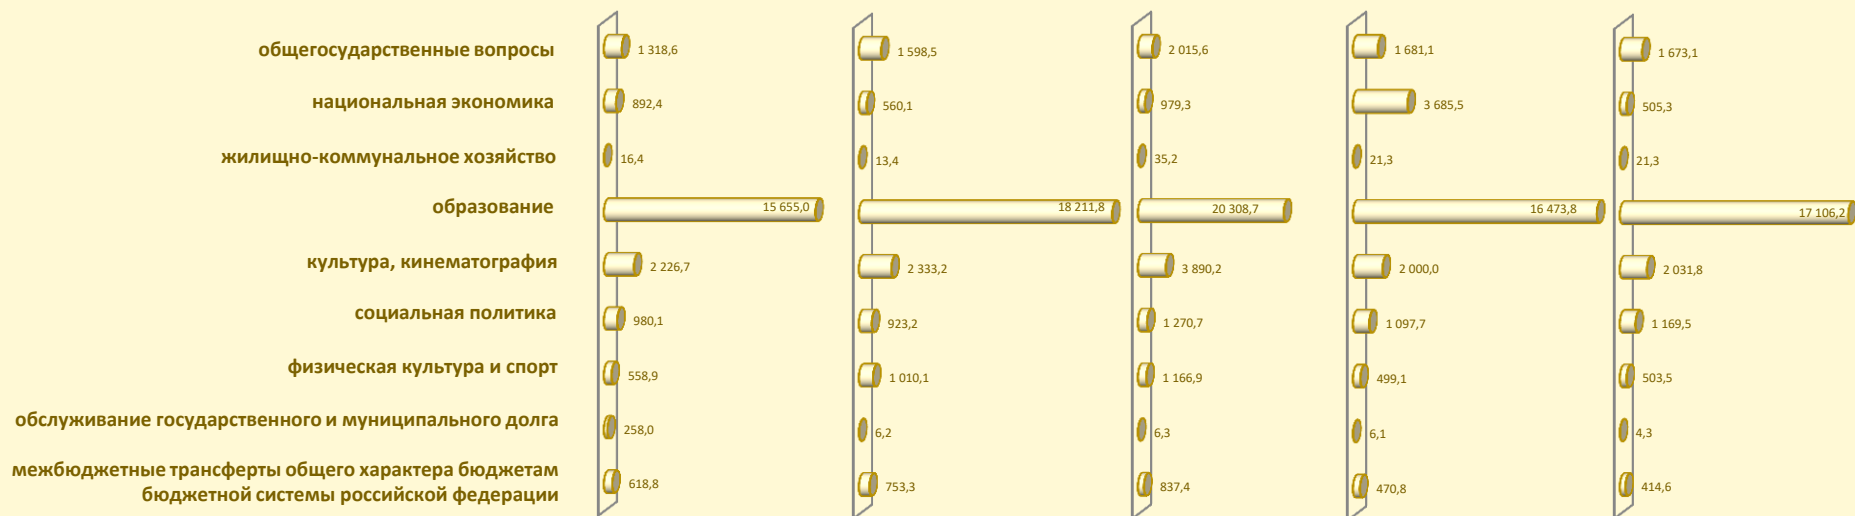 общегосударственные вопросы 1 318,6 1 598,5 2 015,6 1 681,1 1 673,1
национальная экономика 892,4 560,1 979,3 3 685,5 505,3
жилищно-коммунальное хозяйство 16,4 13,4 35,2 21,3 21,3
образование 15 655,0 18 211,8 20 308,7 16 473,8 17 106,2
культура, кинематография 2 226,7 2 333,2 3 890,2 2 000,0 2 031,8
социальная политика 980,1 923,2 1 270,7 1 097,7 1 169,5
физическая культура и спорт 558,9 1 010,1 1 166,9 499,1 503,5
обслуживание государственного и муниципального долга 258,0 6,2 6,3 6,1 4,3
межбюджетные трансферты общего характера бюджетам
бюджетной системы российской федерации 618,8 753,3 837,4 470,8 414,6